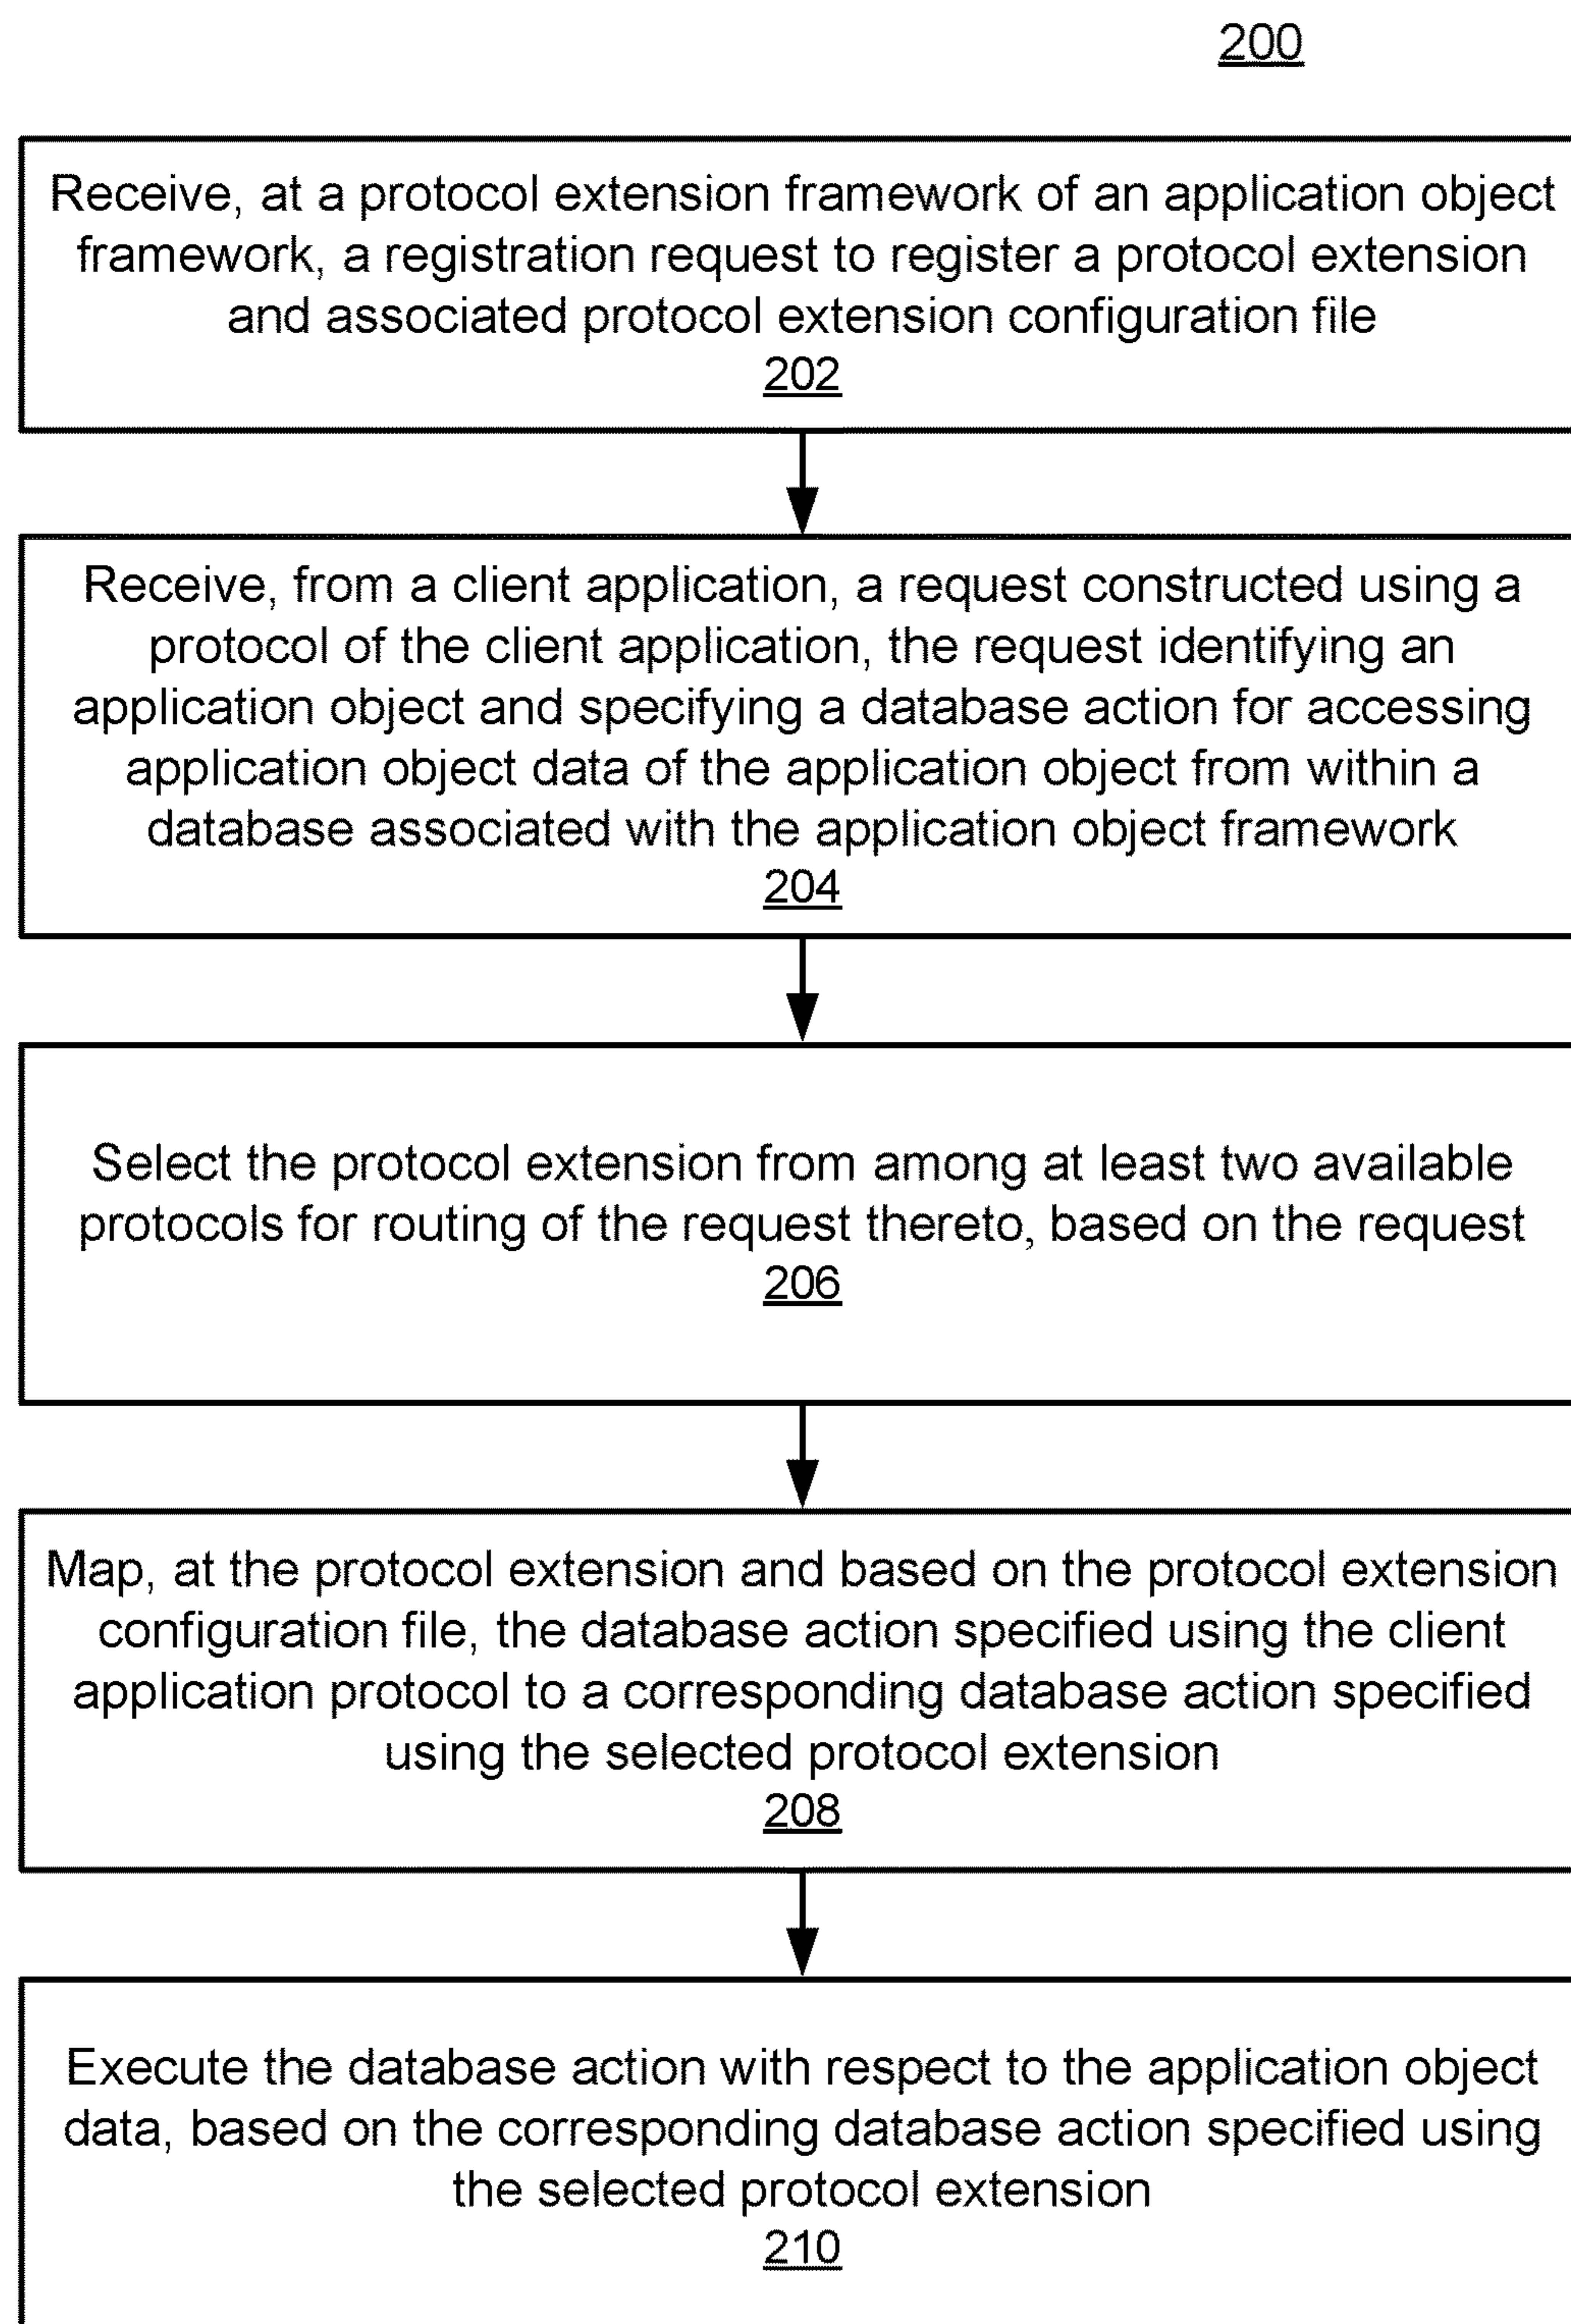 200
Receive, at a protocol extension framework of an application object
framework, a registration request to register a protocol extension
and associated protocol extension configuration file
202
Receive, from a client application, a request constructed using a
protocol of the client application, the request identifying an
application object and specifying a database action for accessing
application object data of the application object from within a
database associated with the application object framework
204
Select the protocol extension from among at least two available
protocols for routing of the request thereto, based on the request
206
Map, at the protocol extension and based on the protocol extension
configuration file, the database action specified using the client
application protocol to a corresponding database action specified
using the selected protocol extension
208
Execute the database action with respect to the application object
data, based on the corresponding database action specified using
the selected protocol extension
210